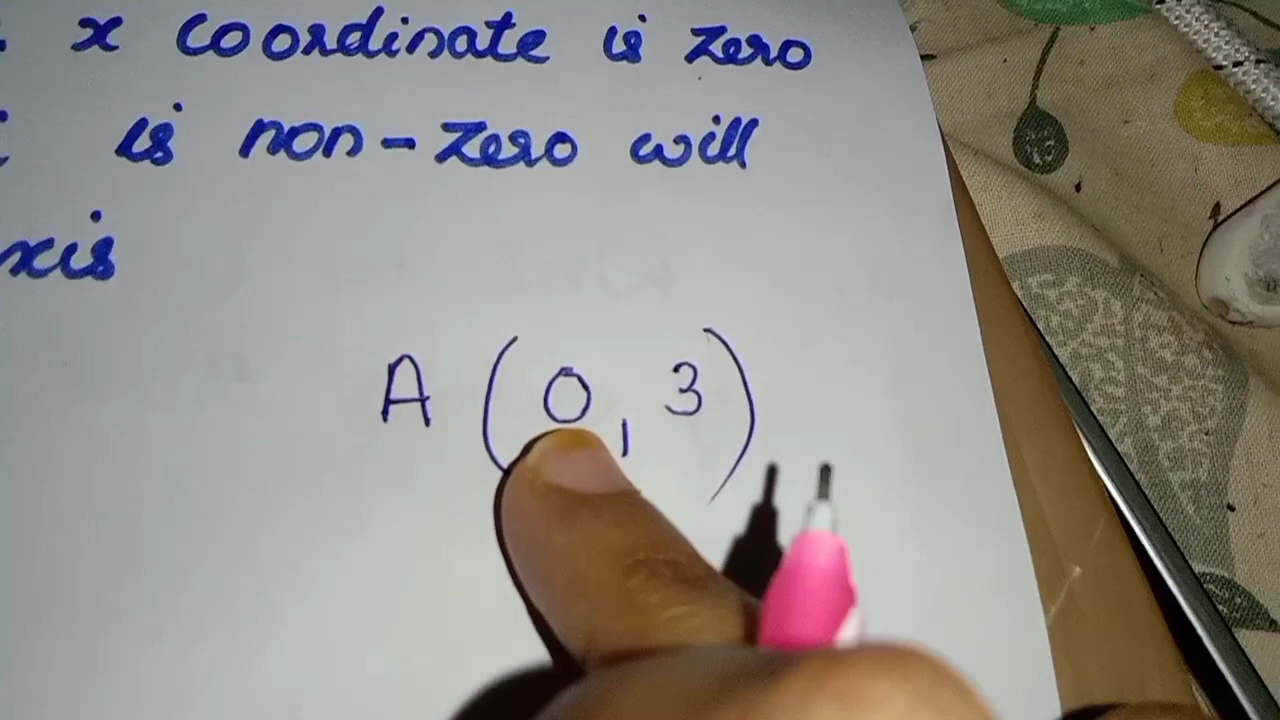 x coordinate is zero
is non-zero will
xis
A (0, 3)